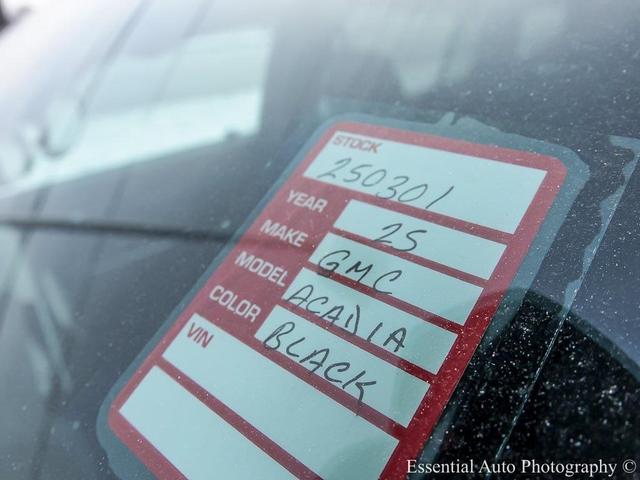 STOCK
250301
YEAR 25
MAKE GMC
MODEL ACADIA
COLOR BLACK
VIN
Essential Auto Photography ©